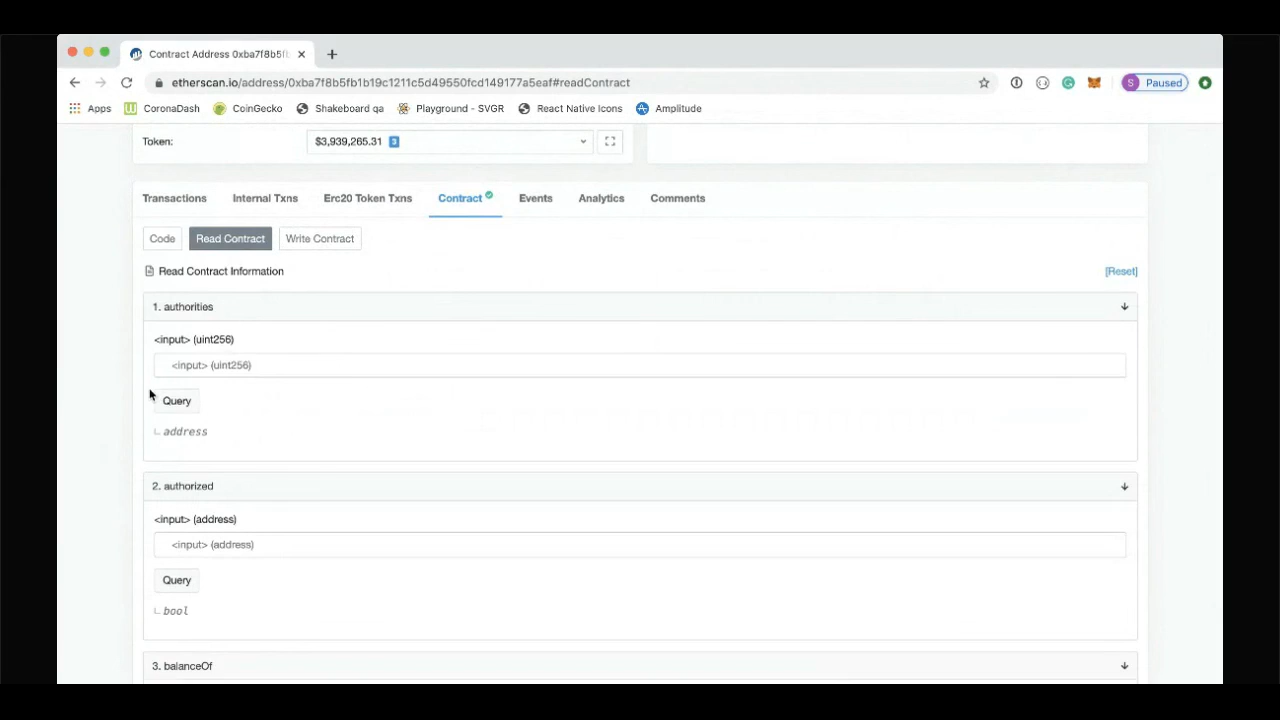 Contract Address 0xba7f8b5fb
etherscan.io/address/0xba7f8b5fb1b19c1211c5d49550fcd149177a5eaf#readContract
S Paused
Apps CoronaDash CoinGecko Shakeboard qa Playground - SVGR React Native Icons Amplitude
Token: $3,939,265.31 3
Transactions Internal Txns Erc20 Token Txns Contract Events Analytics Comments
Code Read Contract Write Contract
Read Contract Information [Reset]
1. authorities
<input> (uint256)
<input> (uint256)
Query
address
2. authorized
<input> (address)
<input> (address)
Query
bool
3. balanceOf